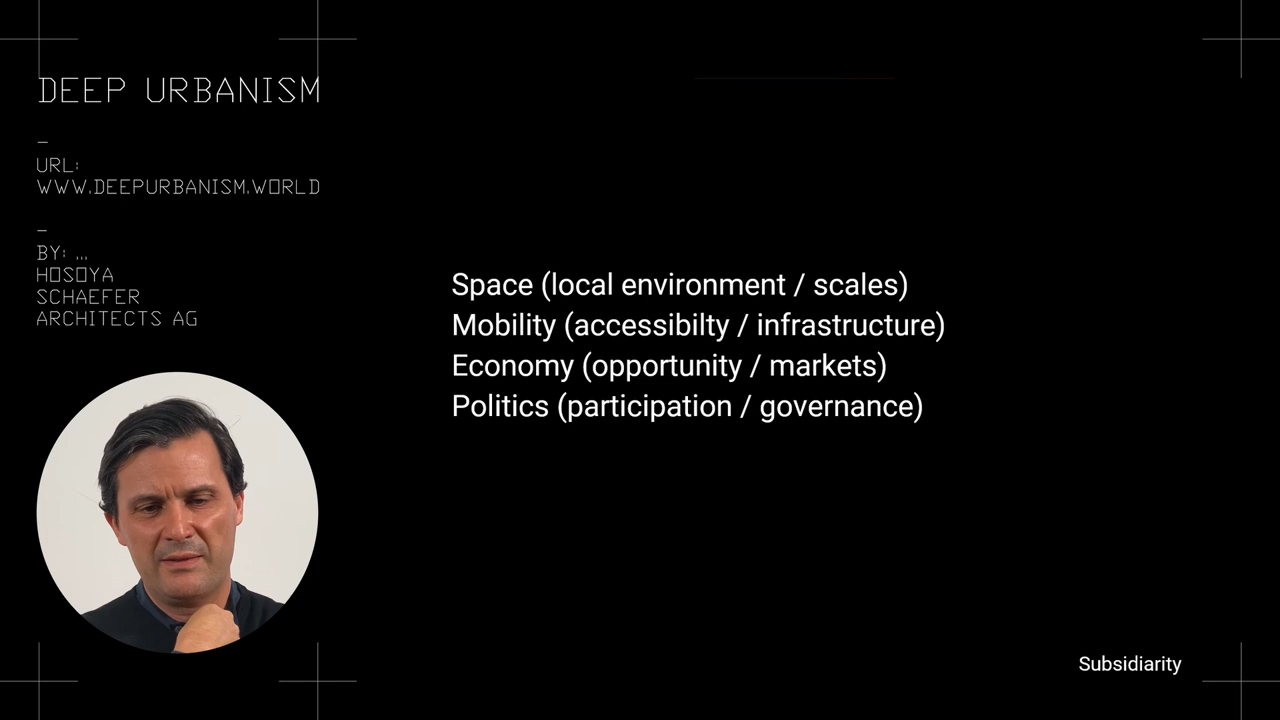 DEEP URBANISM
–
URL:
WWW.DEEPURBANISM.WORLD
–
BY: ...
HOSOYA
SCHAEFER
ARCHITECTS AG
Space (local environment / scales)
Mobility (accessibilty / infrastructure)
Economy (opportunity / markets)
Politics (participation / governance)
Subsidiarity